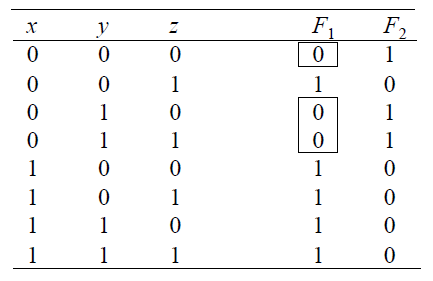 x y z F1 F2
0 0 0 0 1
0 0 1 1 0
0 1 0 0 1
0 1 1 0 1
1 0 0 1 0
1 0 1 1 0
1 1 0 1 0
1 1 1 1 0